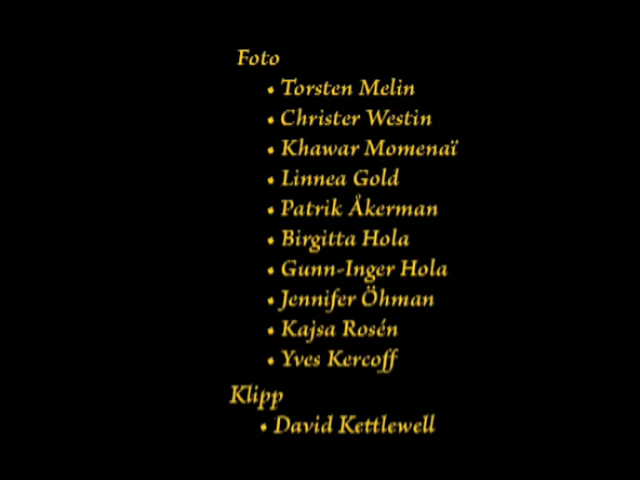 Foto
• Torsten Melin
• Christer Westin
• Khawar Momenaï
• Linnea Gold
• Patrik Åkerman
• Birgitta Hola
• Gunn-Inger Hola
• Jennifer Öhman
• Kajsa Rosén
• Yves Kercoff
Klipp
• David Kettlewell